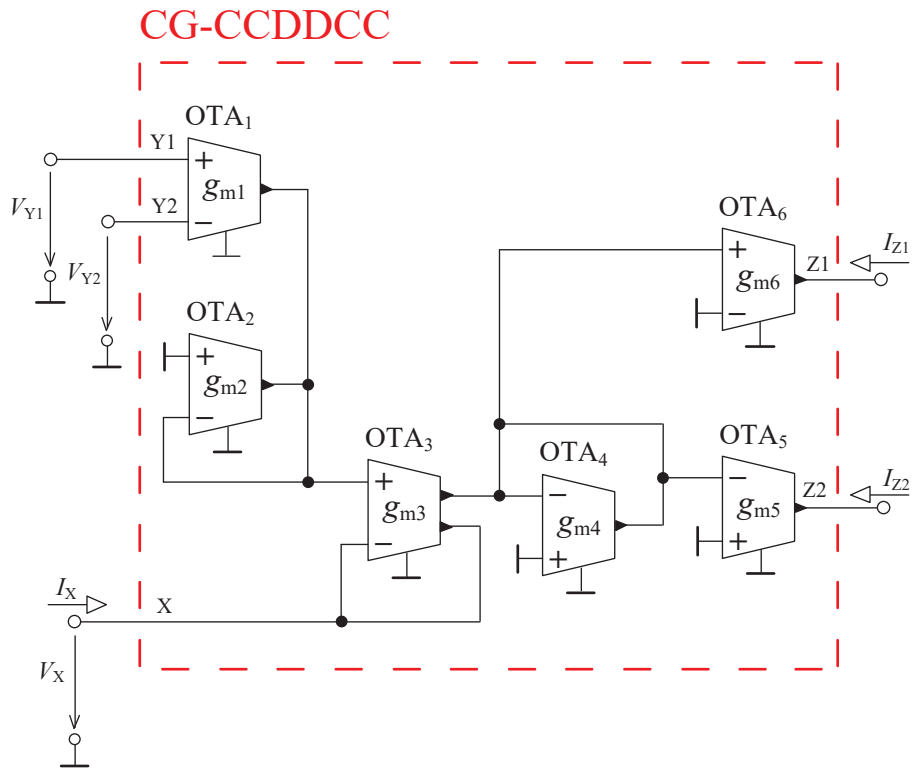 CG-CCDDCC
OTA₁
Y1
+
gm1
Y2
−
VY1
VY2
OTA₆
+
gm6
−
Z1
IZ1
OTA₂
+
gm2
−
OTA₃
+
gm3
−
OTA₄
−
gm4
+
OTA₅
−
gm5
+
Z2
IZ2
IX
X
VX